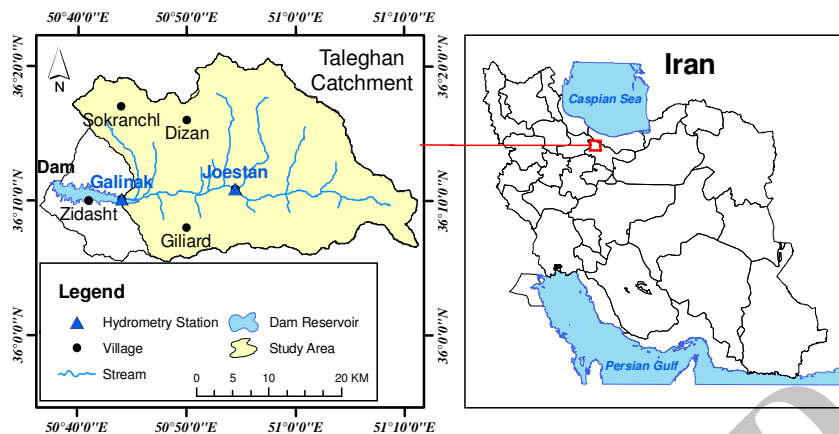 50°40'0"E 50°50'0"E 51°0'0"E 51°10'0"E
36°20'0"N
36°10'0"N
36°0'0"N
Taleghan
Catchment
N
Sokranchl
Dizan
Dam
Galinak
Joestan
Zidasht
Giliard
Legend
Hydrometry Station
Dam Reservoir
Village
Study Area
Stream
0 5 10 20 KM
50°40'0"E 50°50'0"E 51°0'0"E 51°10'0"E
36°20'0"N
36°10'0"N
36°0'0"N
Iran
Caspian Sea
Persian Gulf